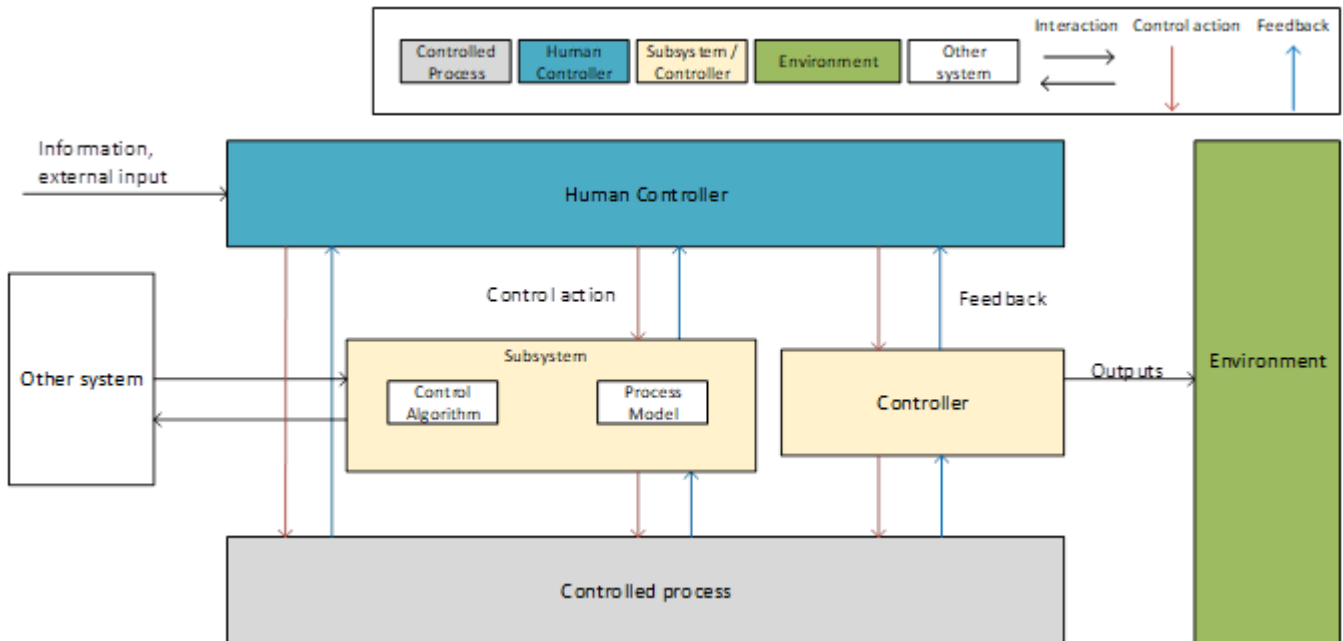 Interaction
Control action
Feedback
Controlled
Process
Human
Controller
Subsystem /
Controller
Environment
Other
system
Information,
external input
Human Controller
Control action
Feedback
Other system
Subsystem
Control
Algorithm
Process
Model
Controller
Outputs
Environment
Controlled process